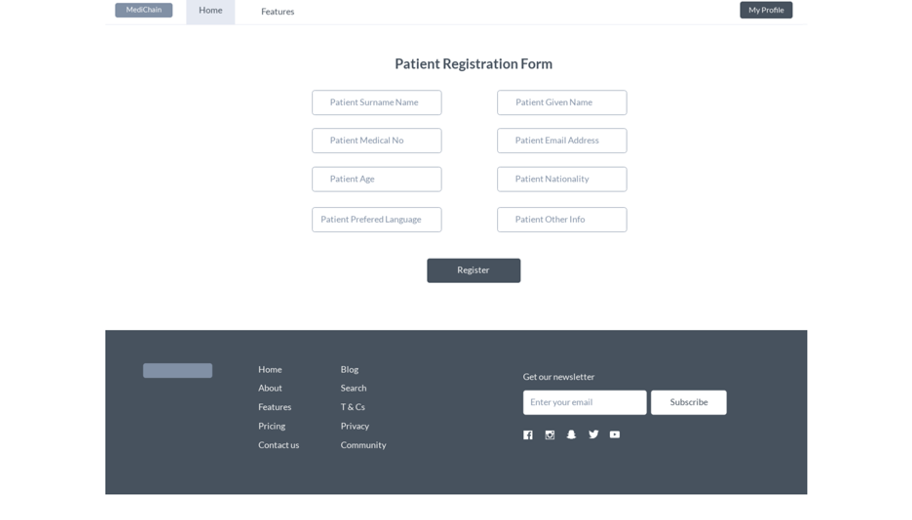 MediChain
Home
Features
My Profile
Patient Registration Form
Patient Surname Name
Patient Given Name
Patient Medical No
Patient Email Address
Patient Age
Patient Nationality
Patient Prefered Language
Patient Other Info
Register
Home
About
Features
Pricing
Contact us
Blog
Search
T & Cs
Privacy
Community
Get our newsletter
Enter your email
Subscribe